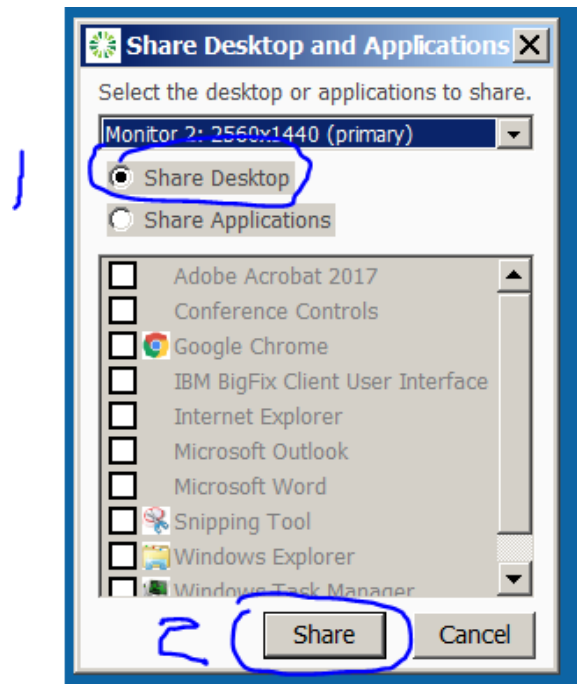 Share Desktop and Applications
Select the desktop or applications to share.
Monitor 2: 2560x1440 (primary)
1
Share Desktop
Share Applications
Adobe Acrobat 2017
Conference Controls
Google Chrome
IBM BigFix Client User Interface
Internet Explorer
Microsoft Outlook
Microsoft Word
Snipping Tool
Windows Explorer
Windows Task Manager
2
Share Cancel